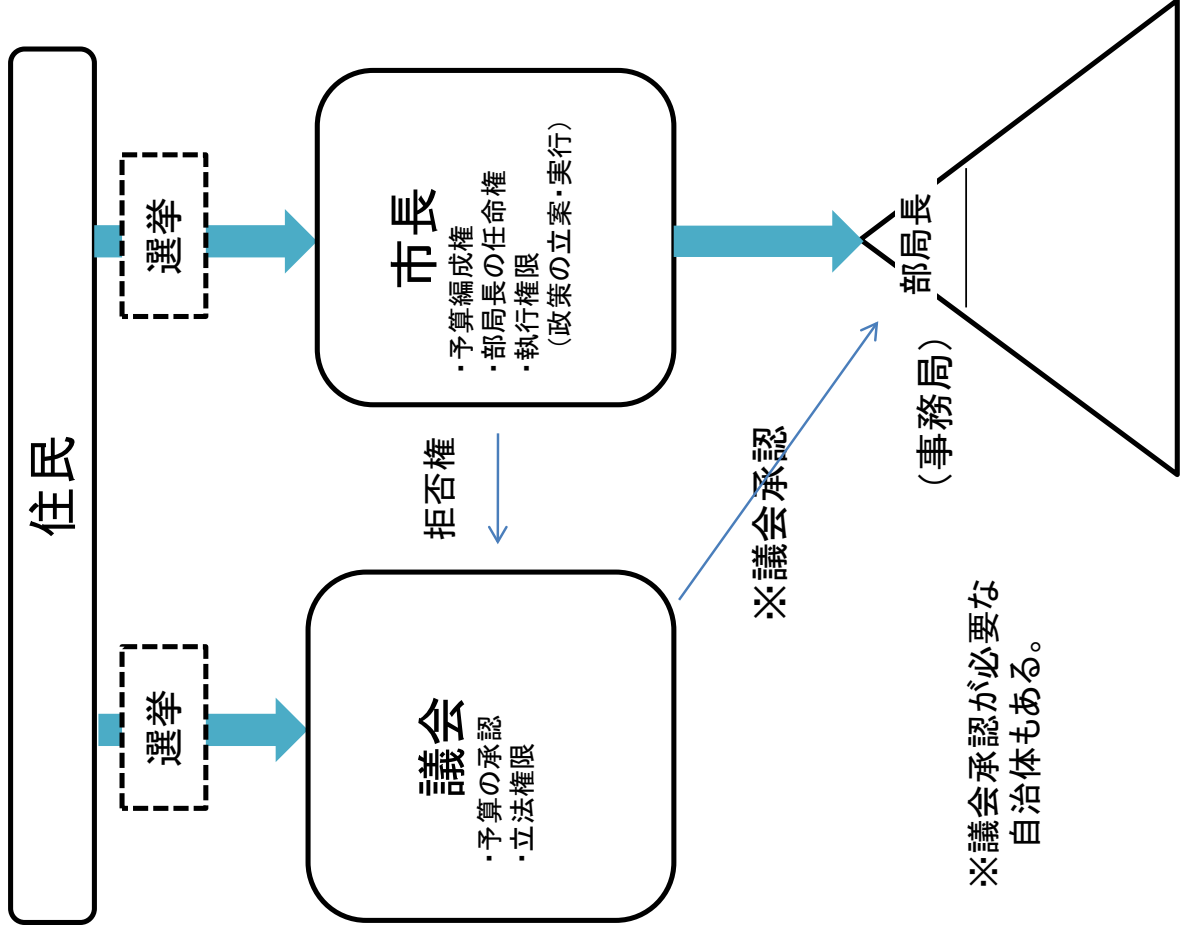 住民
選挙
選挙
議会
・予算の承認
・立法権限
拒否権
市長
・予算編成権
・部局長の任命権
・執行権限
（政策の立案・実行）
※議会承認
部局長
（事務局）
※議会承認が必要な
自治体もある。